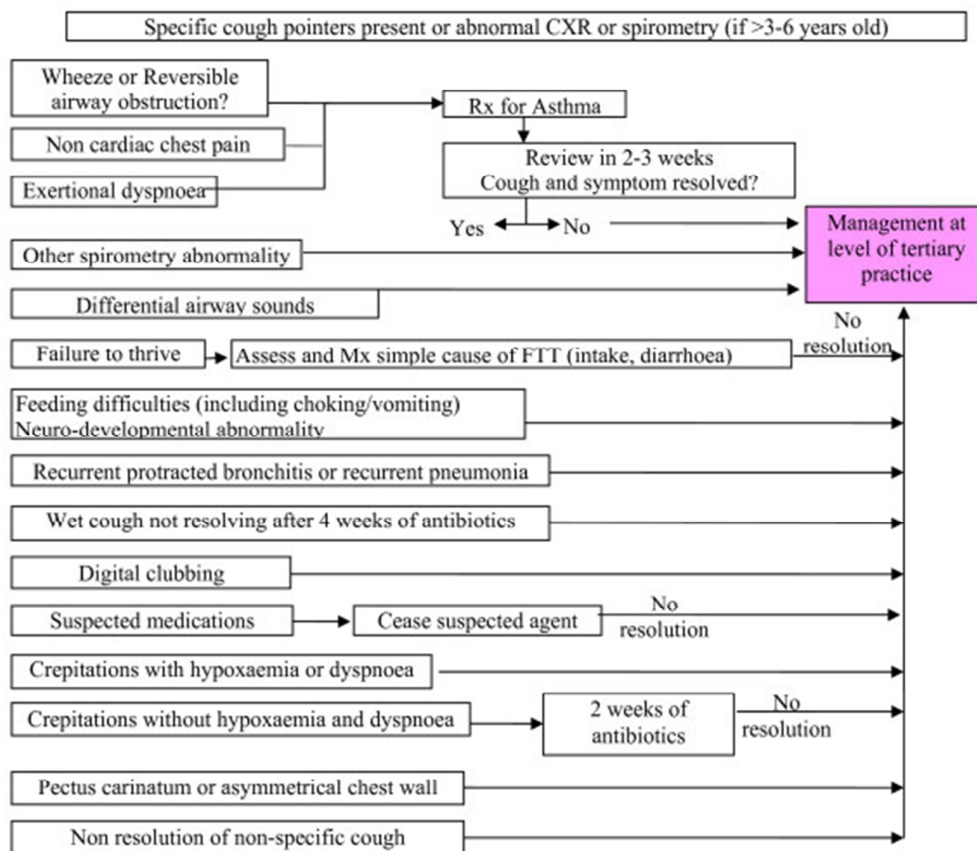 Specific cough pointers present or abnormal CXR or spirometry (if >3-6 years old)
Wheeze or Reversible
airway obstruction?
Rx for Asthma
Non cardiac chest pain
Review in 2-3 weeks
Cough and symptom resolved?
Exertional dyspnoea
Yes
No
Management at
level of tertiary
practice
Other spirometry abnormality
Differential airway sounds
Failure to thrive
Assess and Mx simple cause of FTT (intake, diarrhoea)
No
resolution
Feeding difficulties (including choking/vomiting)
Neuro-developmental abnormality
Recurrent protracted bronchitis or recurrent pneumonia
Wet cough not resolving after 4 weeks of antibiotics
Digital clubbing
Suspected medications
Cease suspected agent
No
resolution
Crepitations with hypoxaemia or dyspnoea
Crepitations without hypoxaemia and dyspnoea
2 weeks of
antibiotics
No
resolution
Pectus carinatum or asymmetrical chest wall
Non resolution of non-specific cough